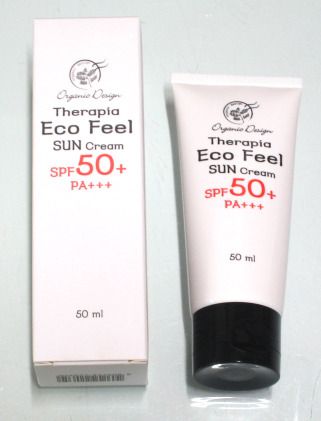 Organic Design
Therapia
Eco Feel
SUN Cream
SPF50+
PA+++
50 ml
Organic Design
Therapia
Eco Feel
SUN Cream
SPF50+
PA+++
50 ml